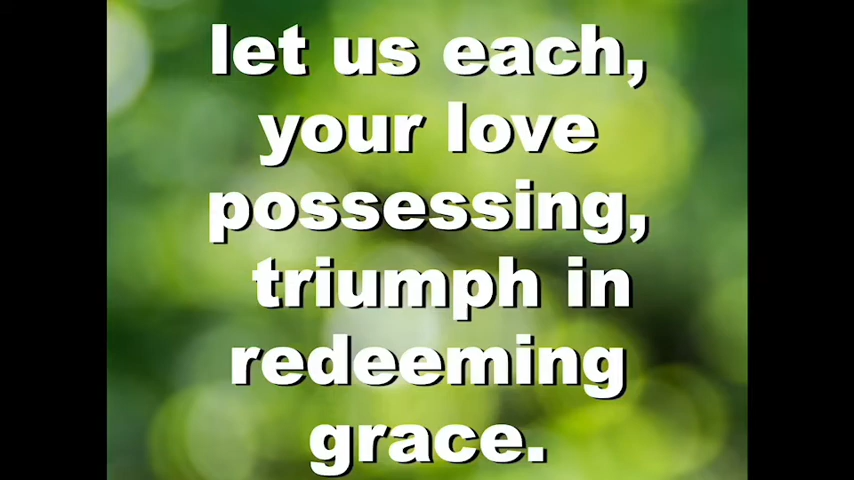 let us each,
your love
possessing,
triumph in
redeeming
grace.